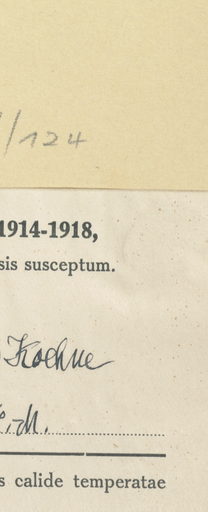 /124
1914-1918,
sis susceptum.
Koehne
-M.
s calide temperatae